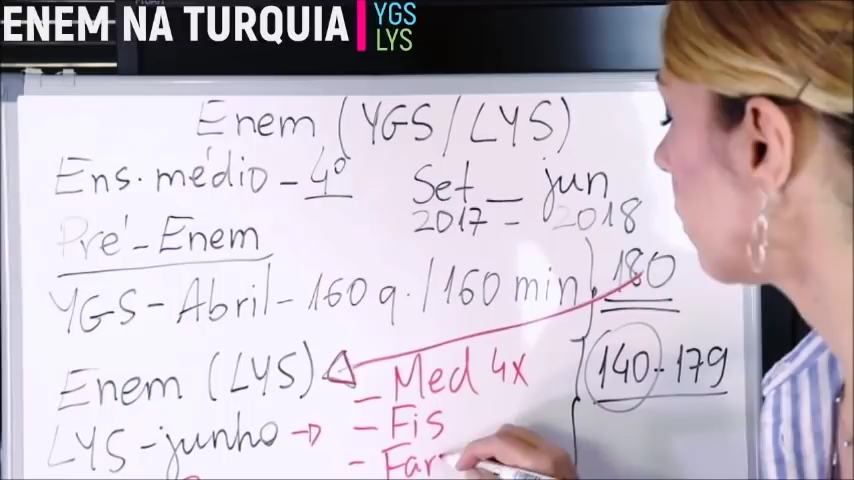 ENEM NA TURQUIA
YGS
LYS
Enem (YGS/LYS)
Ens. médio - 4º
Set - jun
2017 - 2018
Pré-Enem
YGS - Abril - 160 q. / 160 min
180
140 - 179
Enem (LYS)
- Med 4x
LYS - junho →
- Fis
- Far